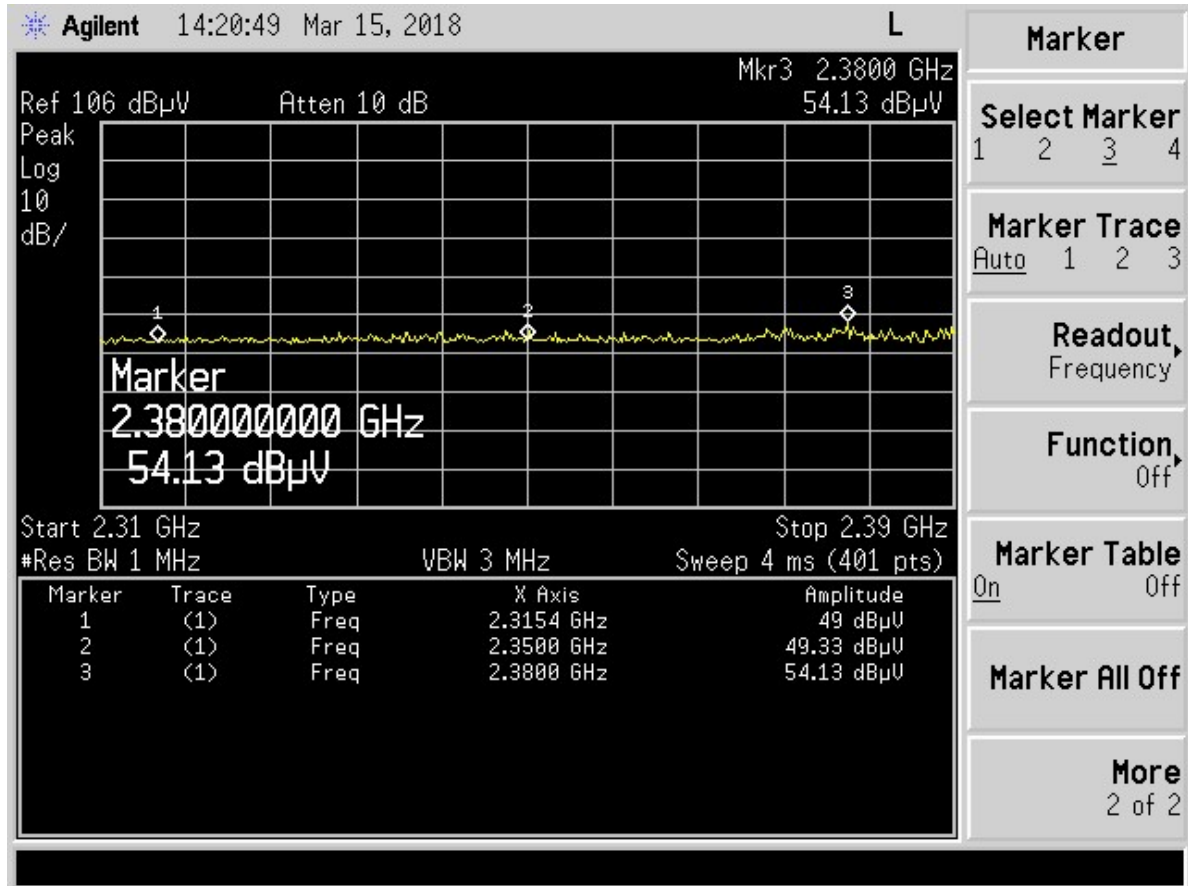 Agilent 14:20:49 Mar 15, 2018 L
Mkr3 2.3800 GHz
Ref 106 dBµV Atten 10 dB 54.13 dBµV
Peak
Log
10
dB/
1
2
3
Marker
2.380000000 GHz
54.13 dBµV
Start 2.31 GHz Stop 2.39 GHz
#Res BW 1 MHz VBW 3 MHz Sweep 4 ms (401 pts)
Marker Trace Type X Axis Amplitude
1 (1) Freq 2.3154 GHz 49 dBµV
2 (1) Freq 2.3500 GHz 49.33 dBµV
3 (1) Freq 2.3800 GHz 54.13 dBµV
Marker
Select Marker
1 2 3 4
Marker Trace
Auto 1 2 3
Readout
Frequency
Function
Off
Marker Table
On Off
Marker All Off
More
2 of 2